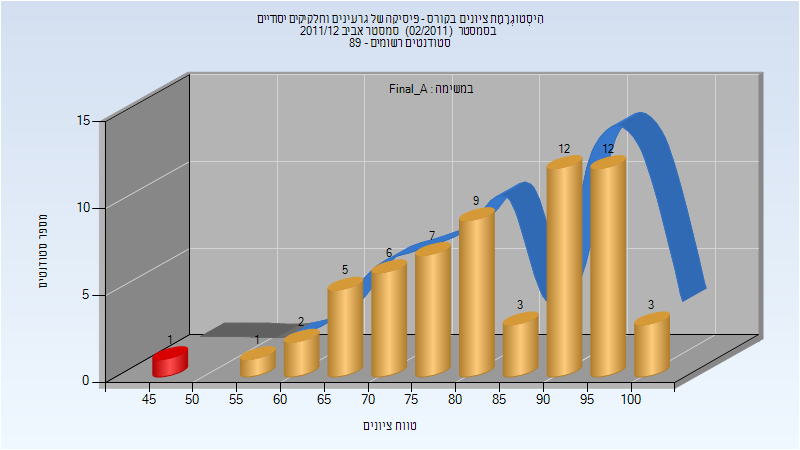 היסטוגרמת ציונים בקורס - פיסיקה של גרעינים וחלקיקים יסודיים
בסמסטר (02/2011) סמסטר אביב 2011/12
סטודנטים רשומים - 89
במשימה : Final_A
15
10
5
0
מספר סטודנטים
1
1
2
5
6
7
9
3
12
12
3
45 50 55 60 65 70 75 80 85 90 95 100
טווח ציונים